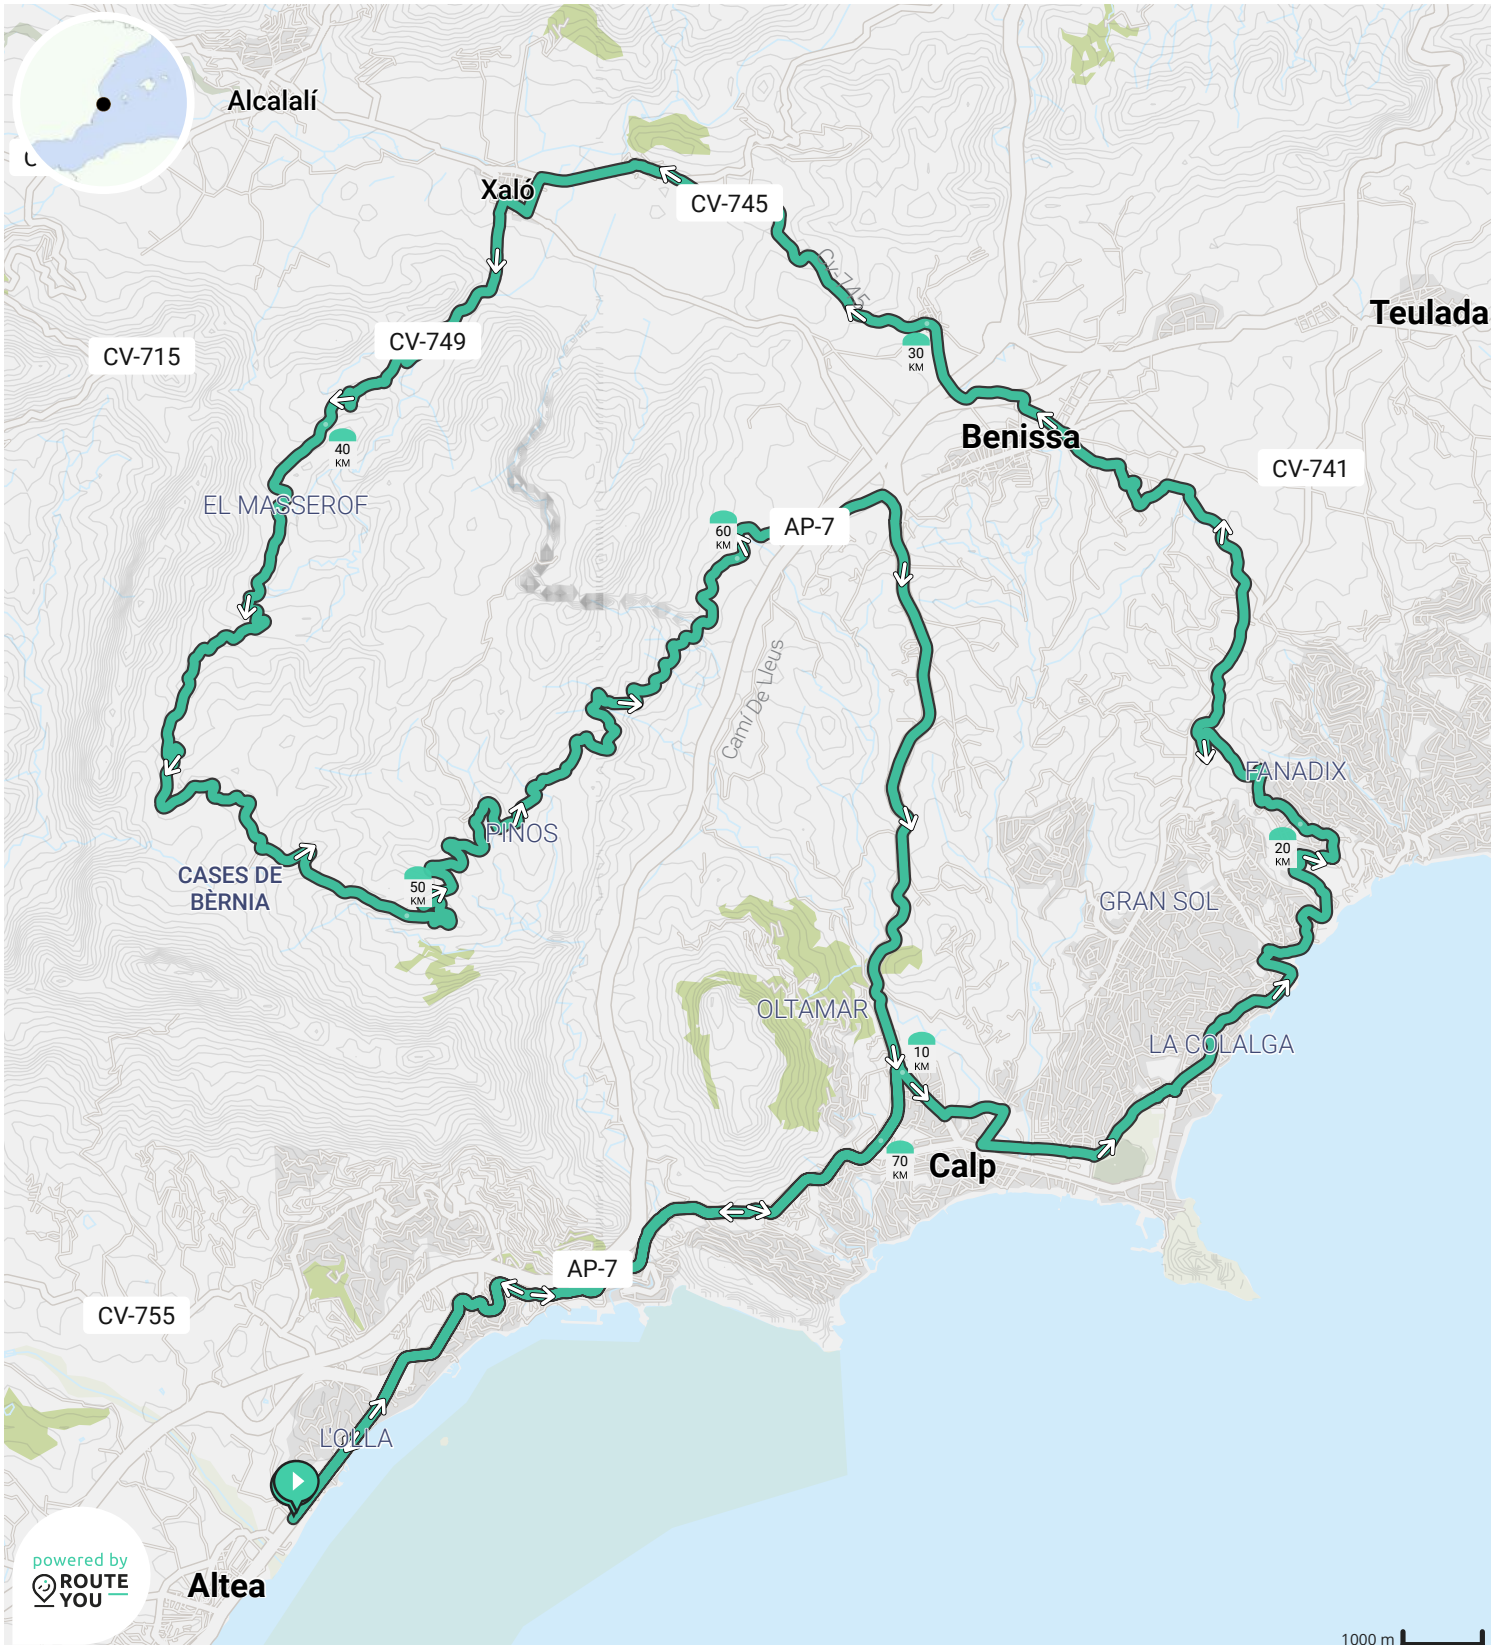 Alcalalí
Xaló
CV-745
CV-745
Teulada
CV-749
CV-715
30
KM
Benissa
40
KM
CV-741
EL MASSEROF
60
KM
AP-7
Camí De Lleus
FANADIX
PINOS
20
KM
CASES DE
BÈRNIA
50
KM
GRAN SOL
OLTAMAR
LA COLALGA
10
KM
70
KM
Calp
AP-7
CV-755
L'OLLA
powered by
ROUTE
YOU
Altea
1000 m